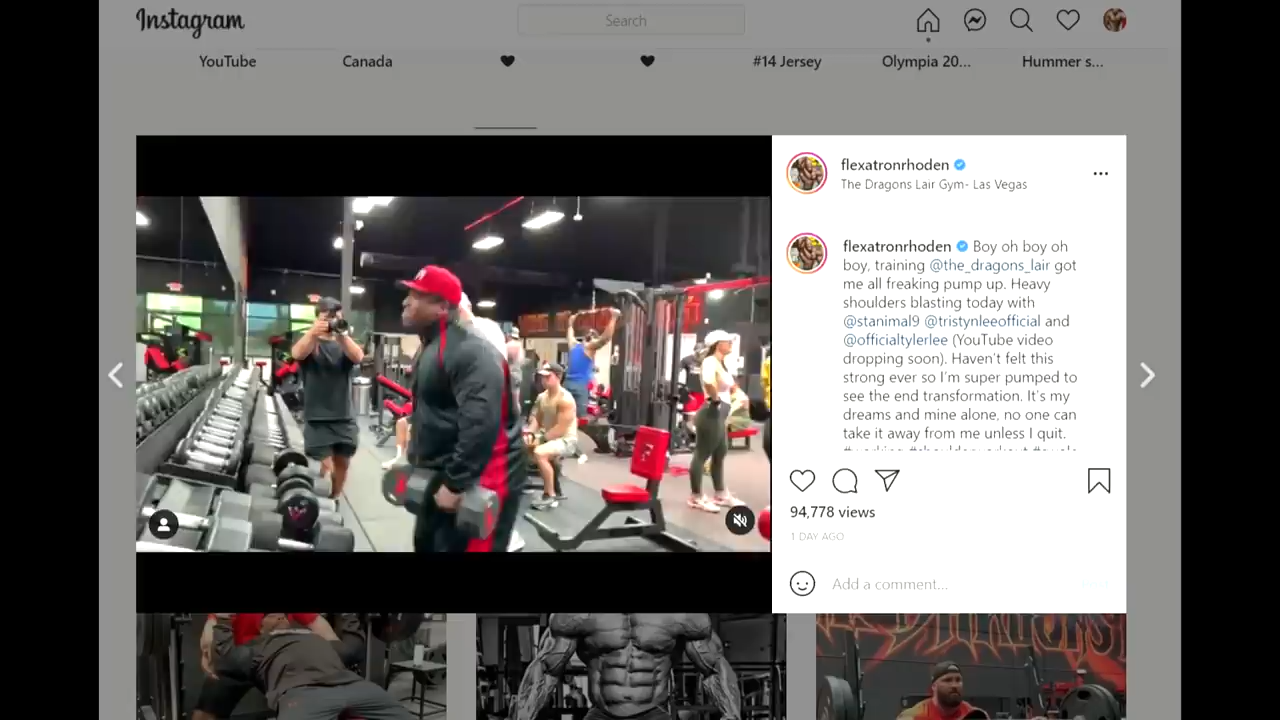 Instagram
Search
YouTube
Canada
#14 Jersey
Olympia 20...
Hummer s...
flexatronrhoden
The Dragons Lair Gym- Las Vegas
flexatronrhoden Boy oh boy oh
boy, training @the_dragons_lair got
me all freaking pump up. Heavy
shoulders blasting today with
@stanimal9 @tristynleeofficial and
@officialtylerlee (YouTube video
dropping soon). Haven't felt this
strong ever so I'm super pumped to
see the end transformation. It's my
dreams and mine alone, no one can
take it away from me unless I quit.
94,778 views
1 DAY AGO
Add a comment...
Post